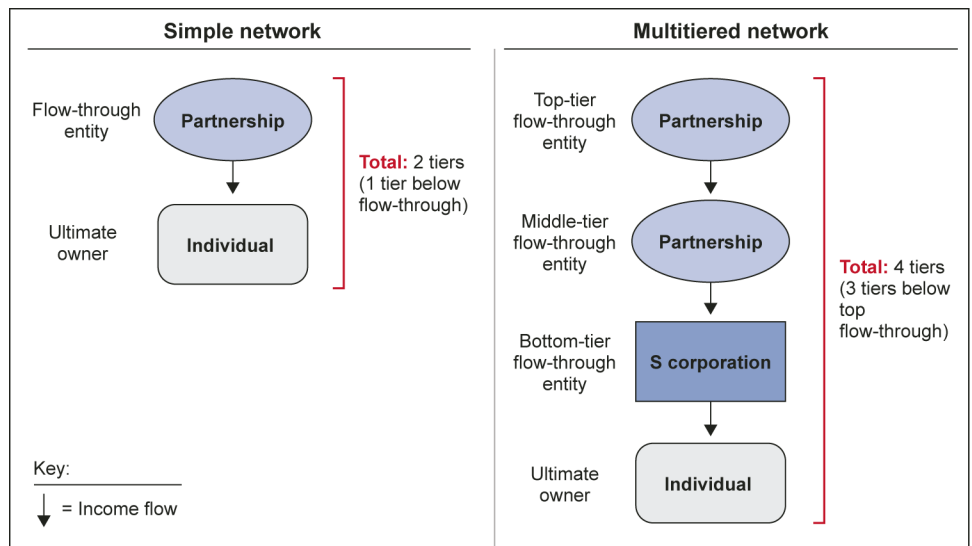 Simple network
Flow-through
entity
Partnership
Total: 2 tiers
(1 tier below
flow-through)
Ultimate
owner
Individual
Key:
= Income flow
Multitiered network
Top-tier
flow-through
entity
Partnership
Middle-tier
flow-through
entity
Partnership
Total: 4 tiers
(3 tiers below
top
flow-through)
Bottom-tier
flow-through
entity
S corporation
Ultimate
owner
Individual